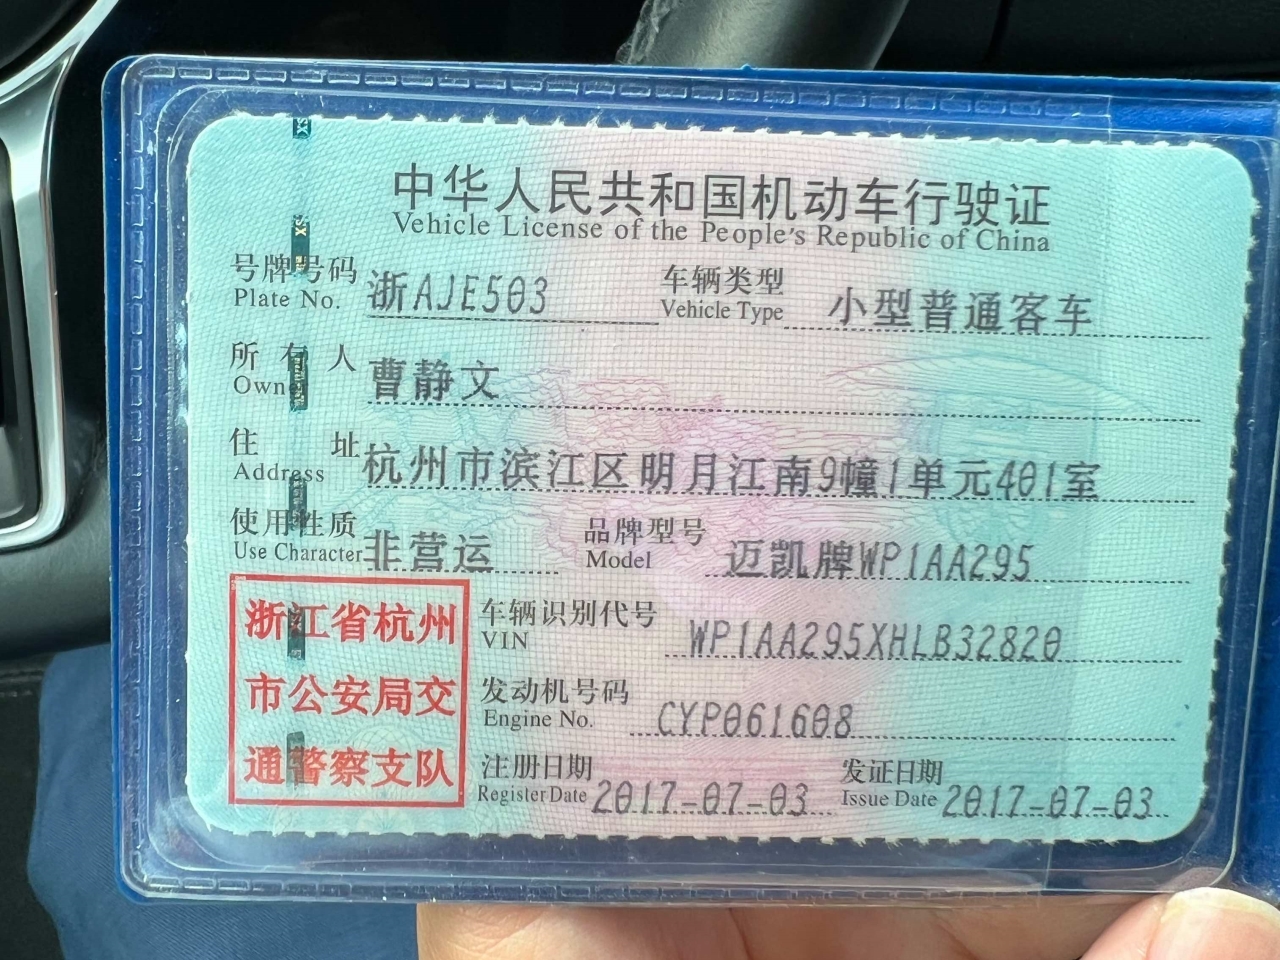 中华人民共和国机动车行驶证
Vehicle License of the People's Republic of China
号牌号码 浙AJE503 车辆类型 小型普通客车
Plate No. Vehicle Type
所有人 曹静文
Owner
住址 杭州市滨江区明月江南9幢1单元401室
Address
使用性质 非营运 品牌型号 迈凯牌WP1AA295
Use Character Model
浙江省杭州
市公安局交
通警察支队
车辆识别代号 WP1AA295XHLB32820
VIN
发动机号码 CYP061608
Engine No.
注册日期 2017-07-03 发证日期 2017-07-03
Register Date Issue Date